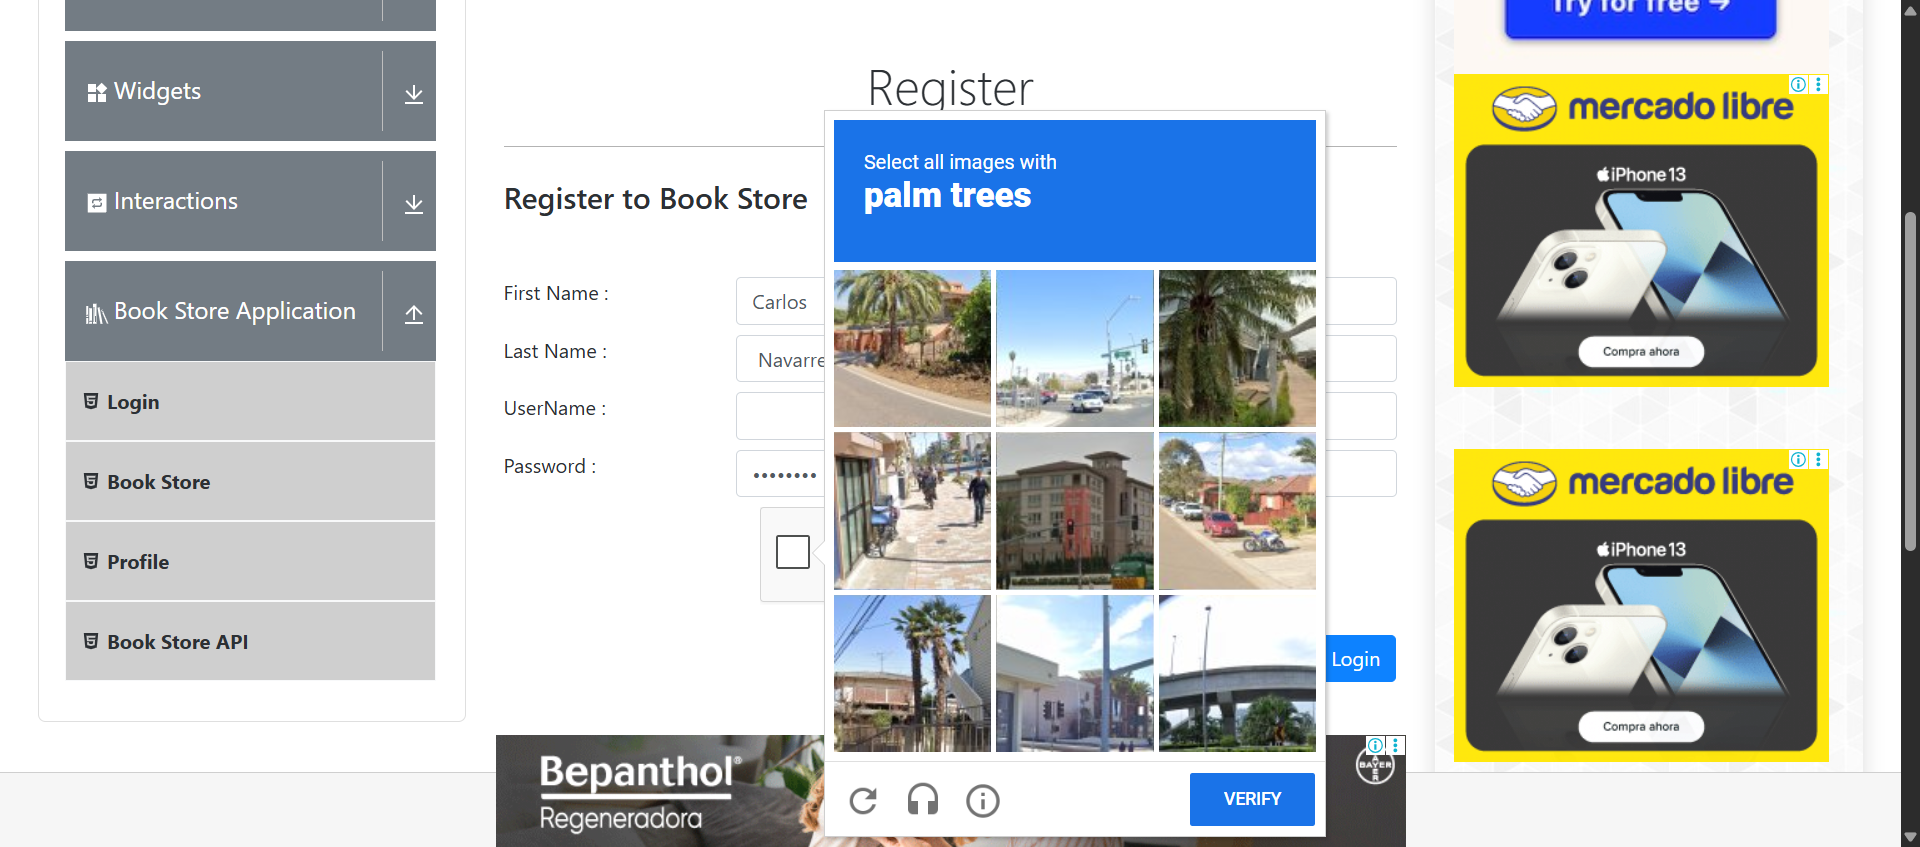 Widgets
Interactions
Book Store Application
Login
Book Store
Profile
Book Store API
Register
Register to Book Store
First Name :
Carlos
Last Name :
Navarre
UserName :
Password :
••••••••
Login
Select all images with
palm trees
VERIFY
Bepanthol®
Regeneradora
BAYER
Try for free →
mercado libre
iPhone 13
Compra ahora
mercado libre
iPhone 13
Compra ahora